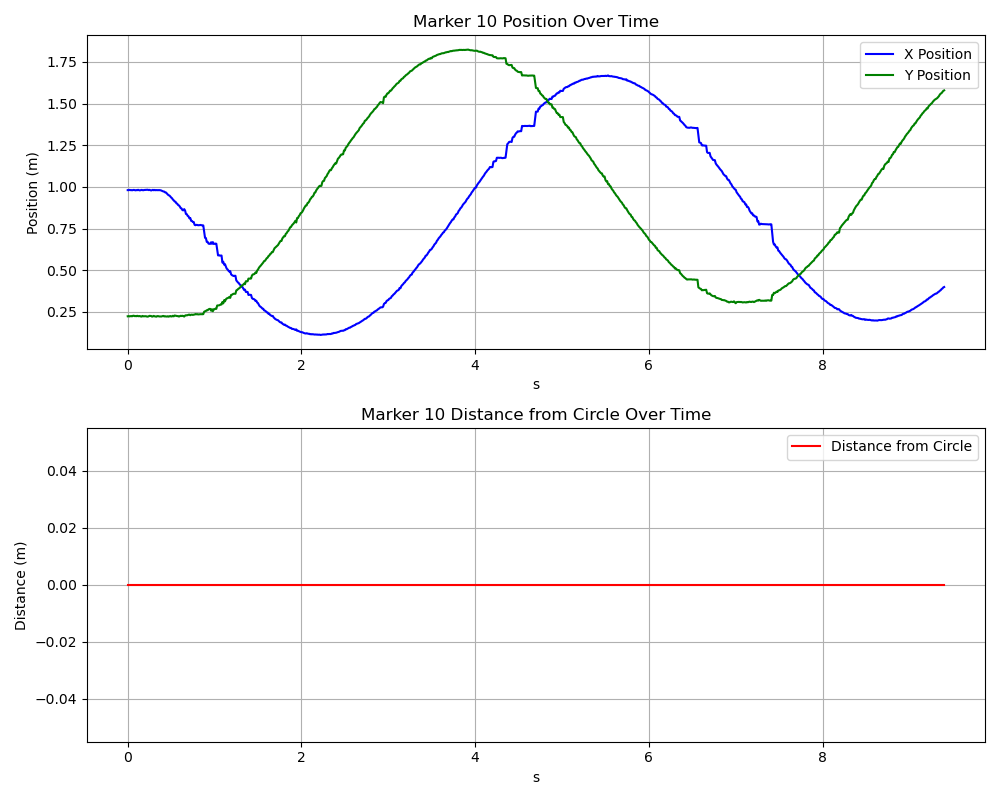 Marker 10 Position Over Time
X Position
Y Position
Position (m)
1.75
1.50
1.25
1.00
0.75
0.50
0.25
0
2
4
6
8
s
Marker 10 Distance from Circle Over Time
Distance from Circle
Distance (m)
0.04
0.02
0.00
−0.02
−0.04
0
2
4
6
8
s